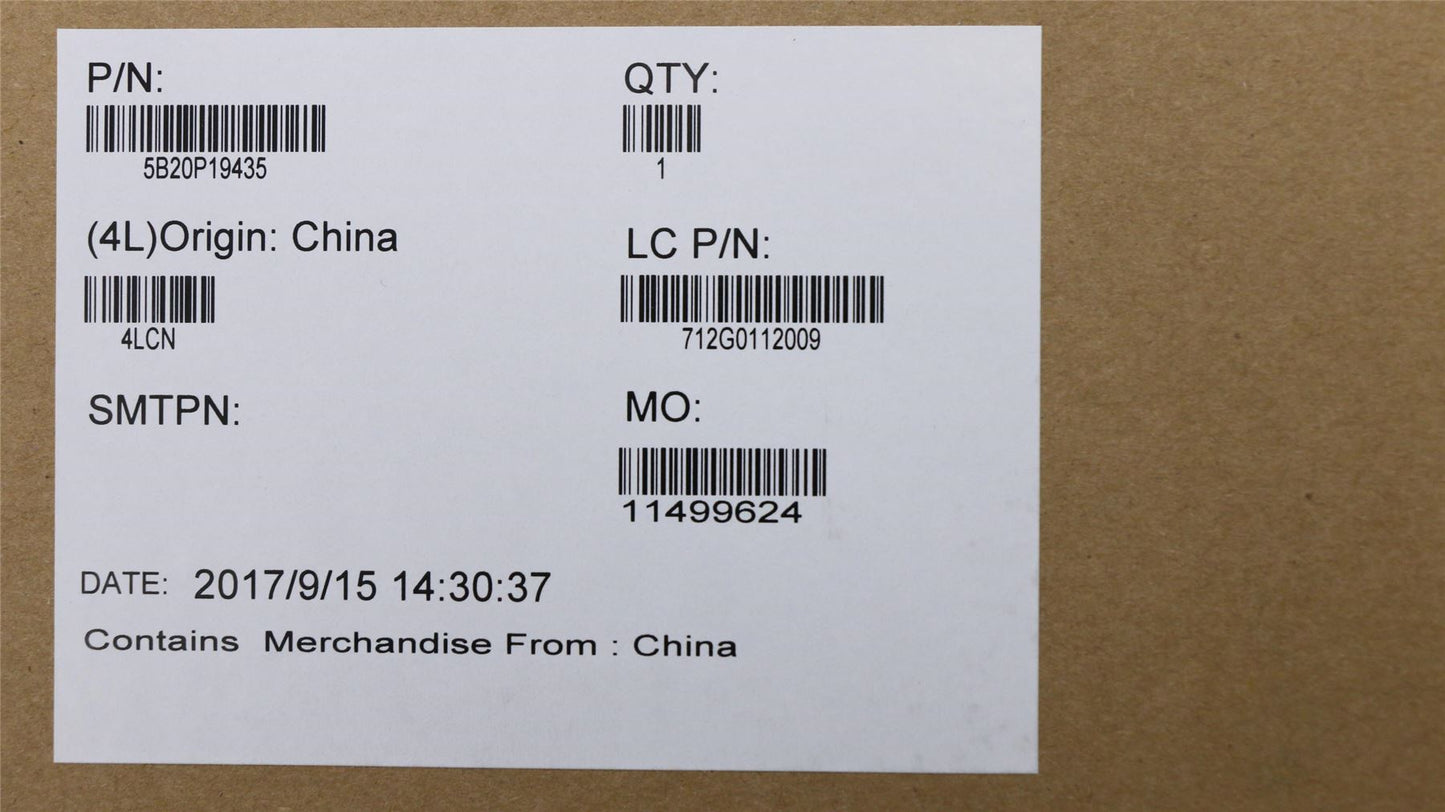 P/N:
5B20P19435
QTY:
1
(4L)Origin: China
4LCN
LC P/N:
712G0112009
SMTPN:
MO:
11499624
DATE: 2017/9/15 14:30:37
Contains Merchandise From : China